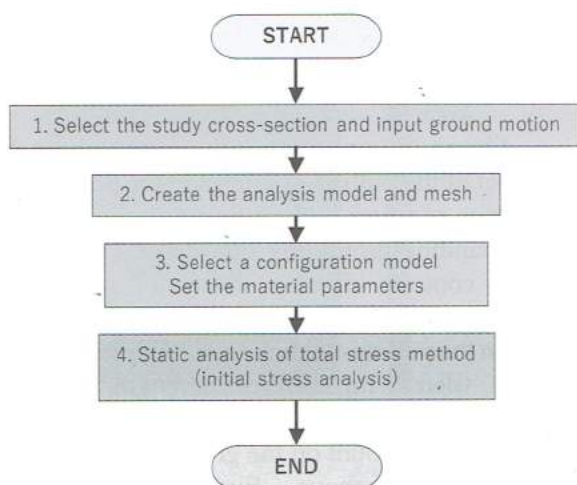 START
1. Select the study cross-section and input ground motion
2. Create the analysis model and mesh
3. Select a configuration model
Set the material parameters
4. Static analysis of total stress method
(initial stress analysis)
END